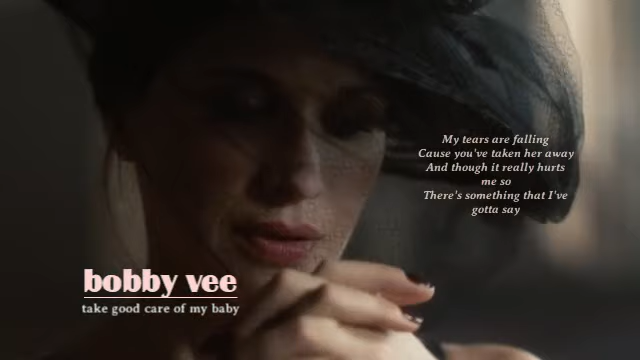 My tears are falling
Cause you've taken her away
And though it really hurts
me so
There's something that I've
gotta say
bobby vee
take good care of my baby